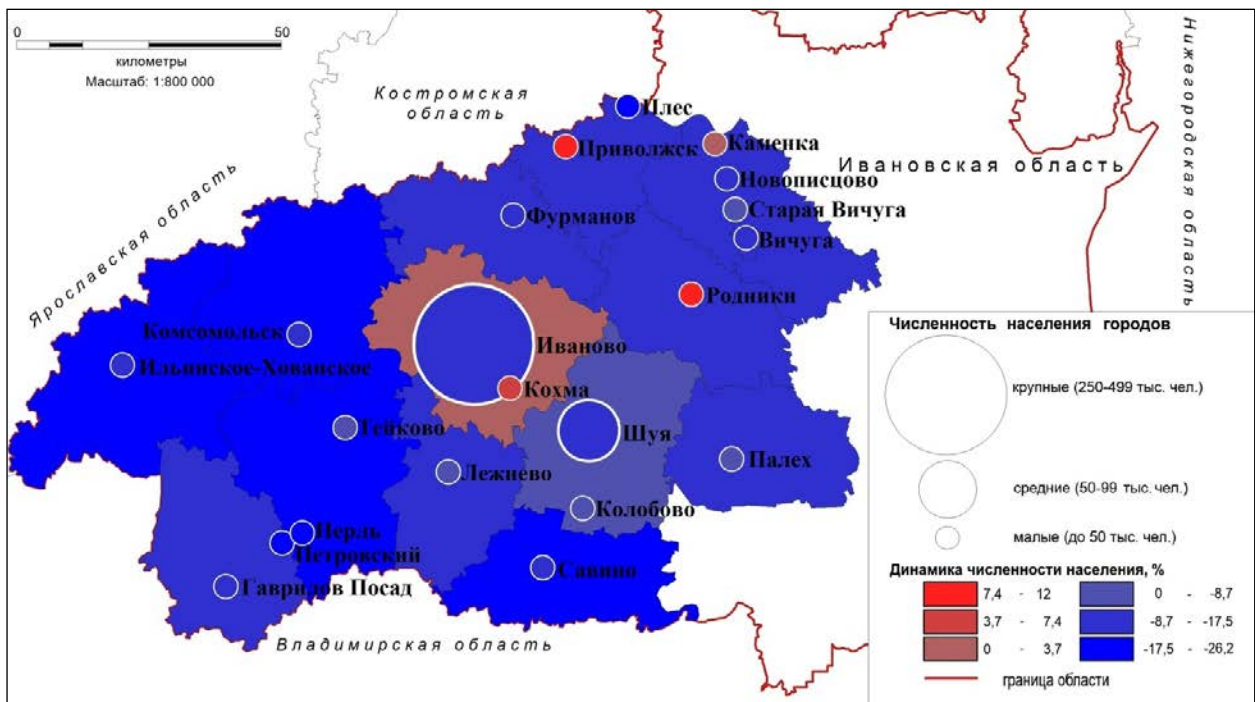 0 50
километры
Масштаб: 1:800 000
Костромская
область
Нижегородская область
Ярославская область
Ивановская область
Владимирская область
Плес
Приволжск
Каменка
Новописцово
Старая Вичуга
Вичуга
Фурманов
Родники
Комсомольск
Ильинское-Хованское
Иваново
Кохма
Тейково
Шуя
Лежнево
Палех
Колобово
Нерль
Петровский
Савино
Гаврилов Посад
Численность населения городов
крупные (250-499 тыс. чел.)
средние (50-99 тыс. чел.)
малые (до 50 тыс. чел.)
Динамика численности населения, %
7,4 - 12 0 - -8,7
3,7 - 7,4 -8,7 - -17,5
0 - 3,7 -17,5 - -26,2
граница области